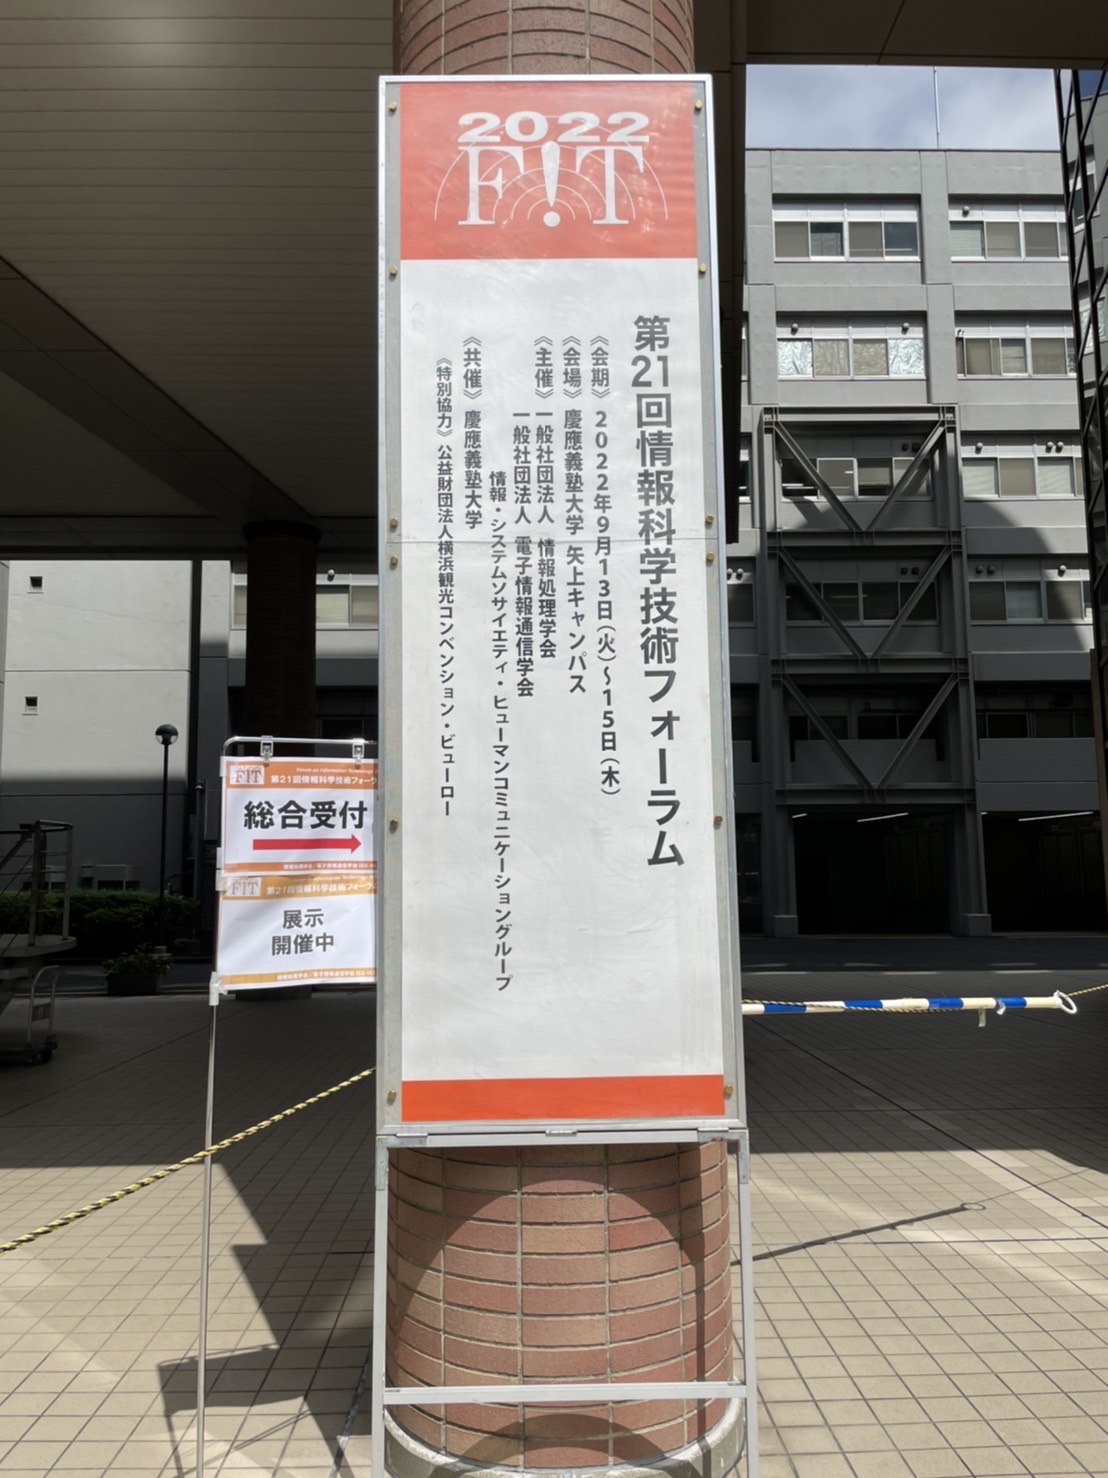 2022
F!T
第21回情報科学技術フォーラム
《会期》 2022年9月13日(火)~15日(木)
《会場》 慶應義塾大学 矢上キャンパス
《主催》 一般社団法人 情報処理学会
一般社団法人 電子情報通信学会
情報・システムソサイエティ・ヒューマンコミュニケーショングループ
《共催》 慶應義塾大学
《特別協力》 公益財団法人横浜観光コンベンション・ビューロー
F!T 第21回情報科学技術フォー
総合受付
F!T 第21回情報科学技術フォー
展示
開催中